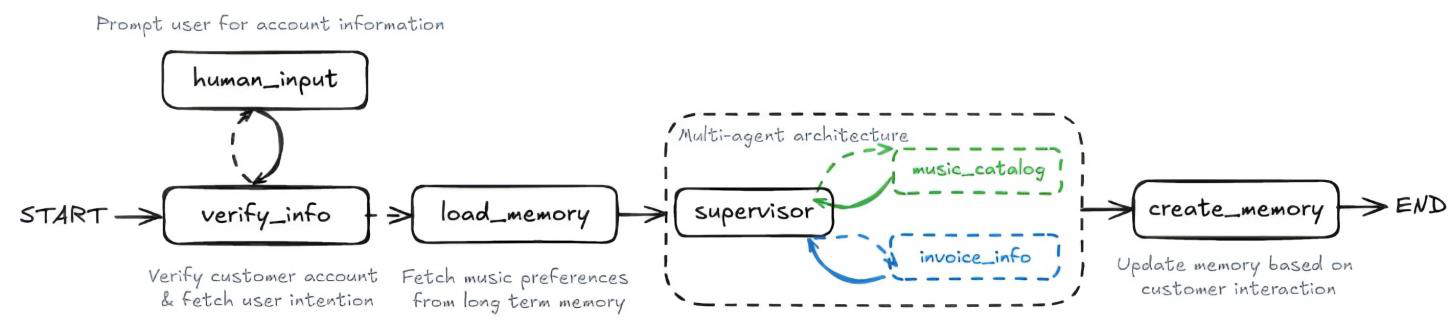 Prompt user for account information
human_input
START
verify_info
load_memory
Multi-agent architecture
supervisor
music_catalog
invoice_info
create_memory
END
Verify customer account
& fetch user intention
Fetch music preferences
from long term memory
Update memory based on
customer interaction